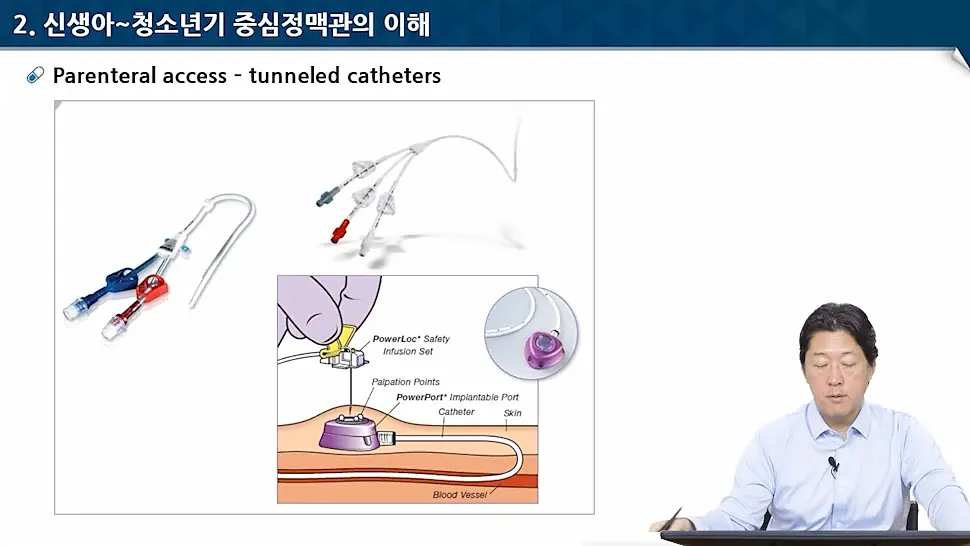 2. 신생아~청소년기 중심정맥관의 이해
Parenteral access - tunneled catheters
PowerLoc* Safety
Infusion Set
Palpation Points
PowerPort* Implantable Port
Catheter
Skin
Blood Vessel